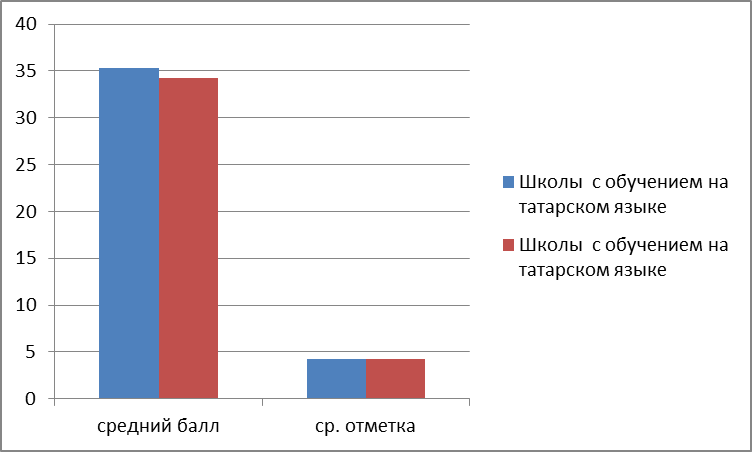 40
35
30
25
20
15
10
5
0
средний балл
ср. отметка
Школы  с обучением на
татарском языке
Школы  с обучением на
татарском языке